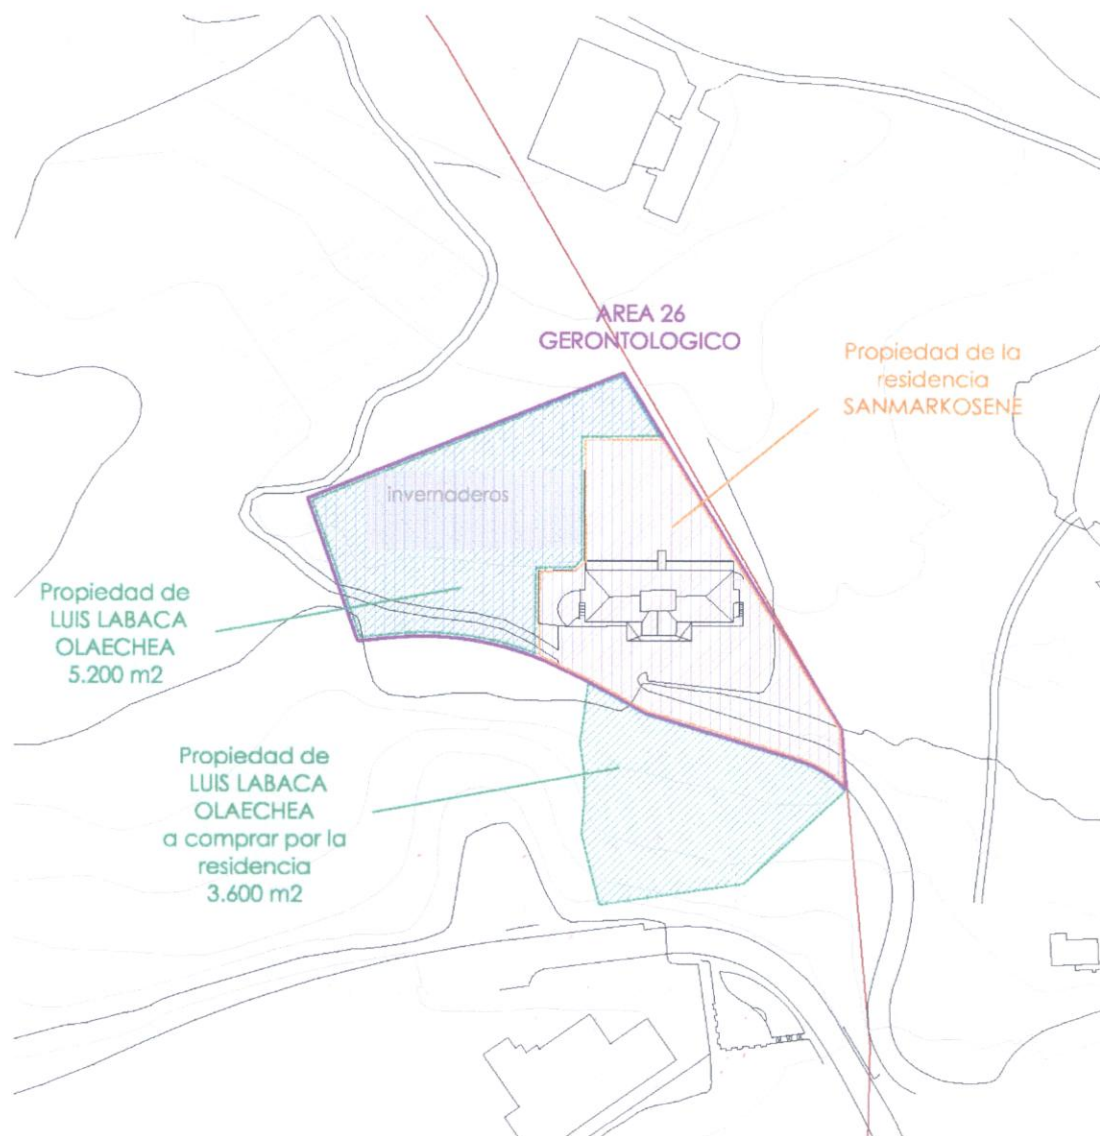 AREA 26
GERONTOLOGICO
Propiedad de la
residencia
SANMARKOSENE
invernaderos
Propiedad de
LUIS LABACA
OLAECHEA
5.200 m2
Propiedad de
LUIS LABACA
OLAECHEA
a comprar por la
residencia
3.600 m2